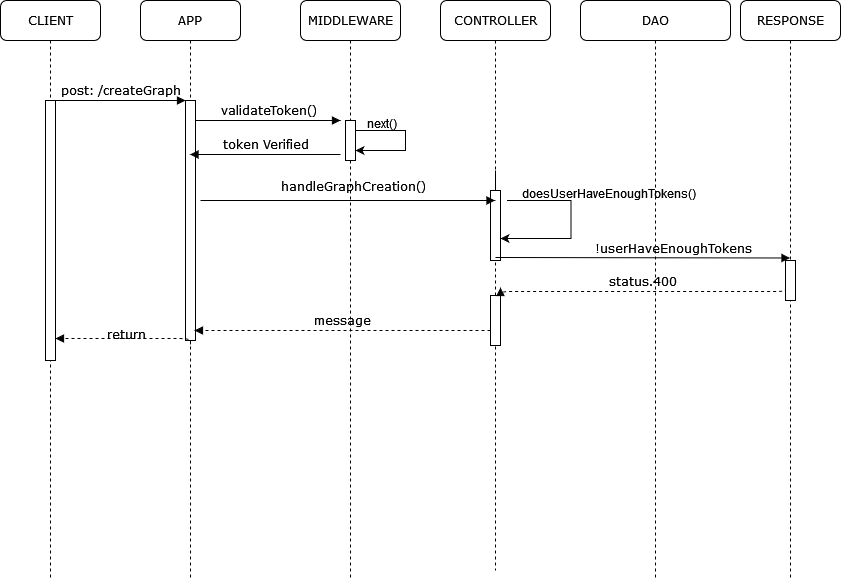 CLIENT
APP
MIDDLEWARE
CONTROLLER
DAO
RESPONSE
post: /createGraph
validateToken()
next()
token Verified
handleGraphCreation()
doesUserHaveEnoughTokens()
!userHaveEnoughTokens
status.400
message
return